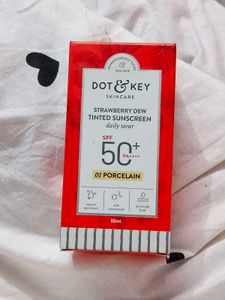 DOT & KEY
SKINCARE
STRAWBERRY DEW
TINTED SUNSCREEN
daily wear
SPF
50+
PA++++
01 PORCELAIN
50ml